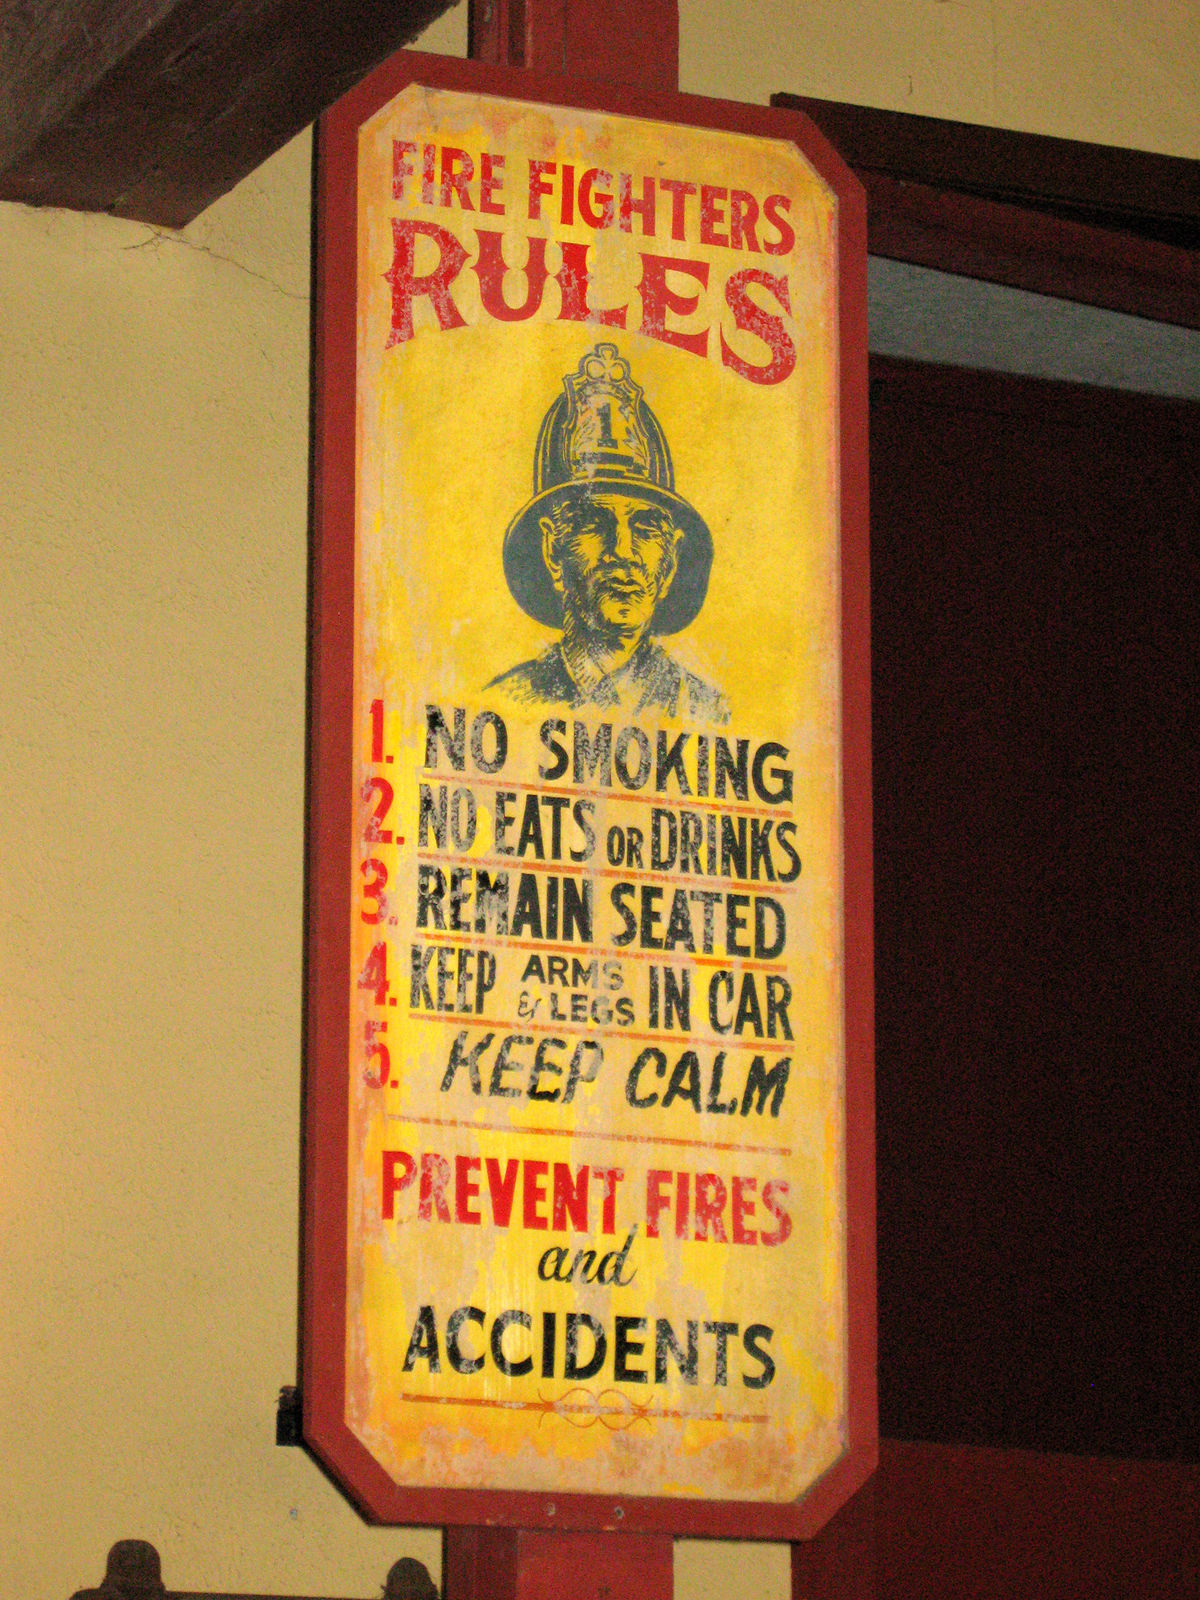 FIRE FIGHTERS
RULES
1
1. NO SMOKING
2. NO EATS OR DRINKS
3. REMAIN SEATED
4. KEEP ARMS & LEGS IN CAR
5. KEEP CALM
PREVENT FIRES
and
ACCIDENTS